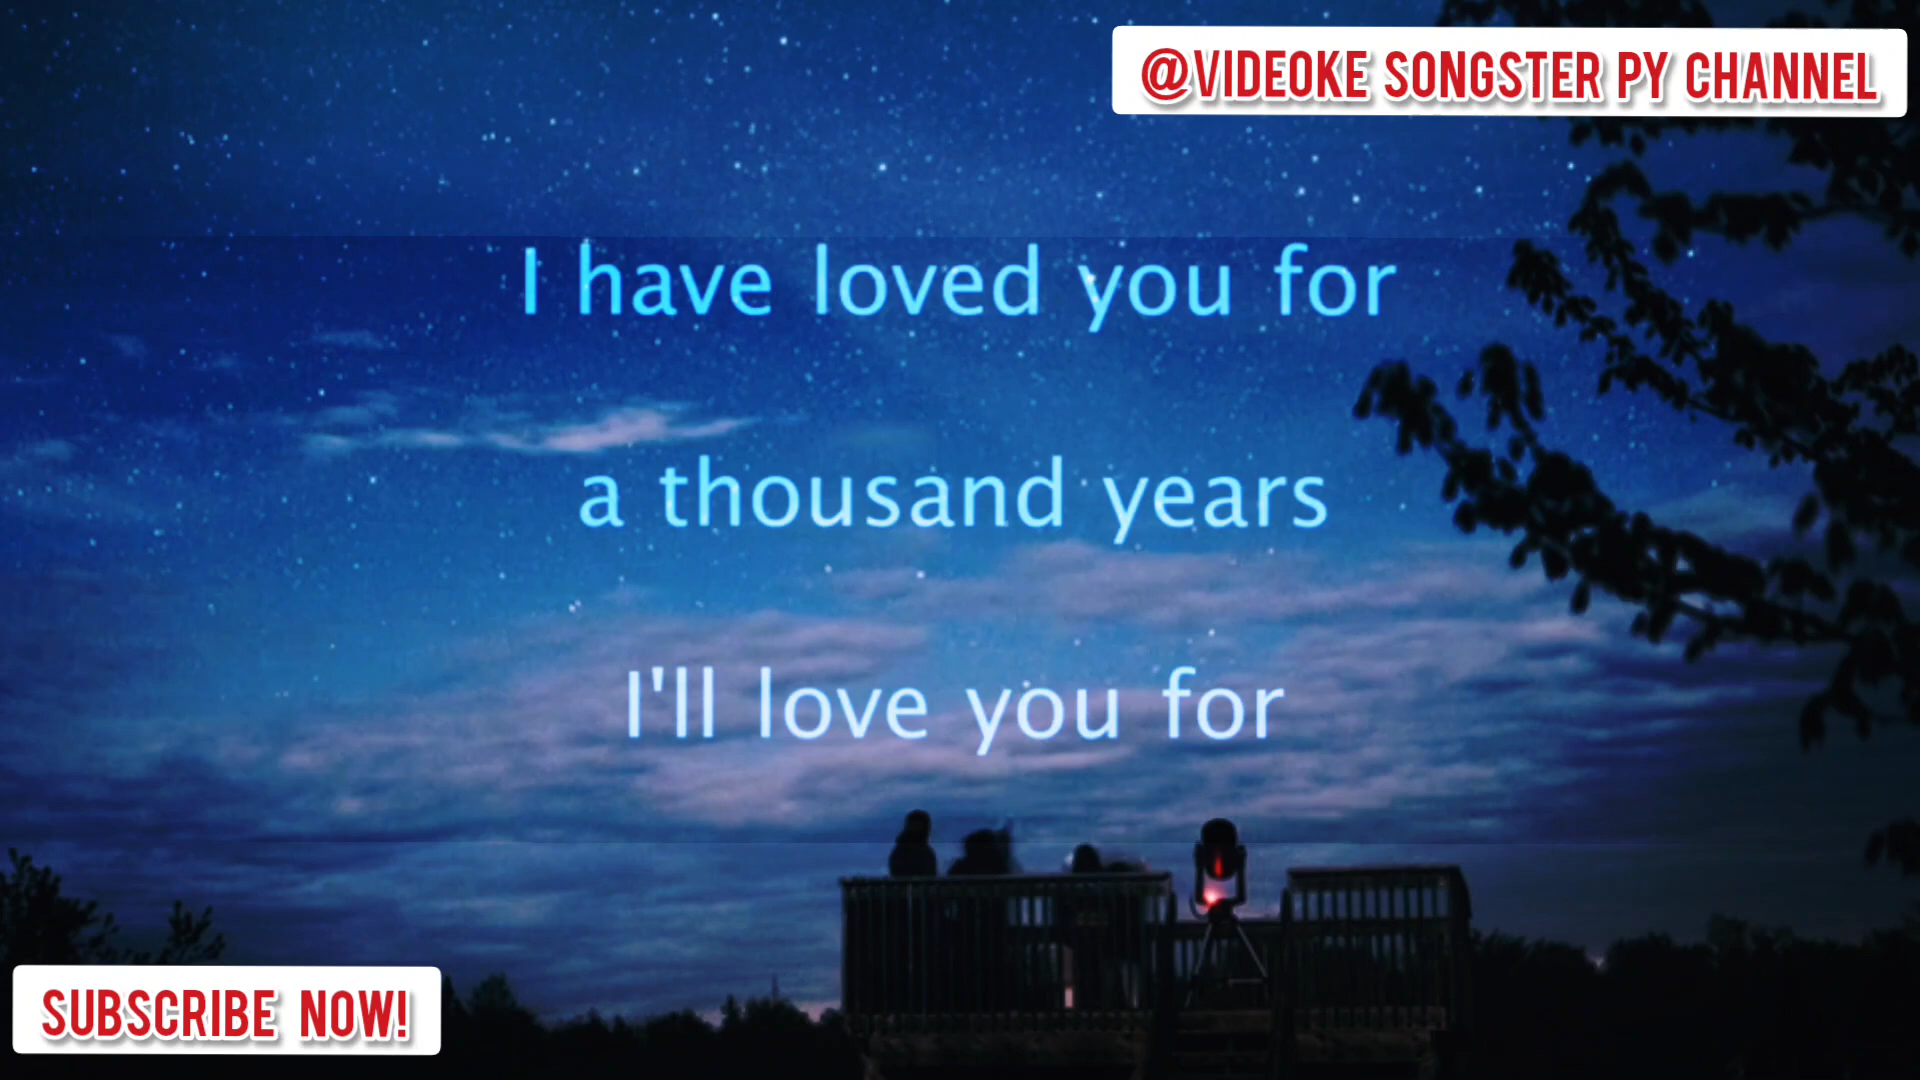 @VIDEOKE SONGSTER PY CHANNEL
I have loved you for
a thousand years
I'll love you for
SUBSCRIBE NOW!